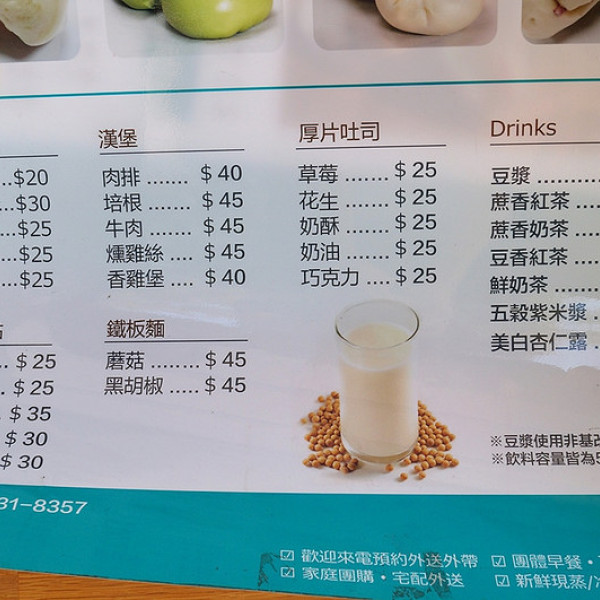 ...$20
...$30
...$25
...$25
...$25
.. $25
.. $25
. $35
$30
$30
漢堡
肉排 ....... $40
培根 ....... $45
牛肉 ....... $45
燻雞絲 .... $45
香雞堡 .... $40
鐵板麵
蘑菇 ........ $45
黑胡椒 ..... $45
厚片吐司
草莓 ....... $25
花生 ....... $25
奶酥 ....... $25
奶油 ....... $25
巧克力 .... $25
Drinks
豆漿 ..........
蔗香紅茶 ....
蔗香奶茶 ....
豆香紅茶 ....
鮮奶茶 .......
五穀紫米漿 .
美白杏仁露 .
※豆漿使用非基改
※飲料容量皆為5
31-8357
☑ 歡迎來電預約外送外帶 ☑ 團體早餐·
☑ 家庭團購·宅配外送 ☑ 新鮮現蒸/